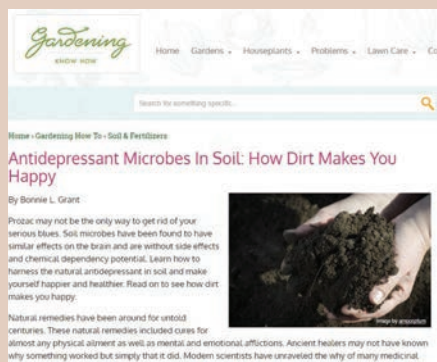 Gardening
KNOW HOW
Home Gardens Houseplants Problems Lawn Care Co
Search for something specific...
Home › Gardening How To › Soil & Fertilizers
Antidepressant Microbes In Soil: How Dirt Makes You
Happy
By Bonnie L. Grant
Prozac may not be the only way to get rid of your
serious blues. Soil microbes have been found to have
similar effects on the brain and are without side effects
and chemical dependency potential. Learn how to
harness the natural antidepressant in soil and make
yourself happier and healthier. Read on to see how dirt
makes you happy.
Image by
Natural remedies have been around for untold
centuries. These natural remedies included cures for
almost any physical ailment as well as mental and emotional afflictions. Ancient healers may not have known
why something worked but simply that it did. Modern scientists have unraveled the why of many medicinal